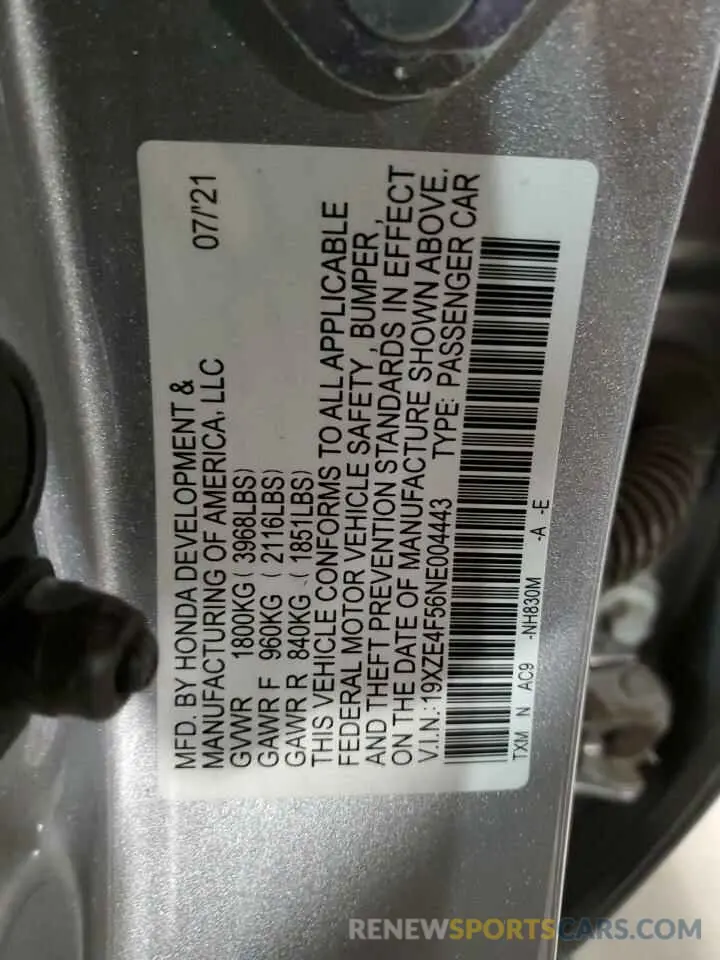 MFD. BY HONDA DEVELOPMENT & 07/'21
MANUFACTURING OF AMERICA, LLC
GVWR 1800KG ( 3968LBS)
GAWR F 960KG ( 2116LBS)
GAWR R 840KG ( 1851LBS)
THIS VEHICLE CONFORMS TO ALL APPLICABLE
FEDERAL MOTOR VEHICLE SAFETY , BUMPER ,
AND THEFT PREVENTION STANDARDS IN EFFECT
ON THE DATE OF MANUFACTURE SHOWN ABOVE.
V.I.N.: 19XZE4F56NE004443 TYPE: PASSENGER CAR
TXM N AC9 -NH830M -A -E
RENEWSPORTSCARS.COM